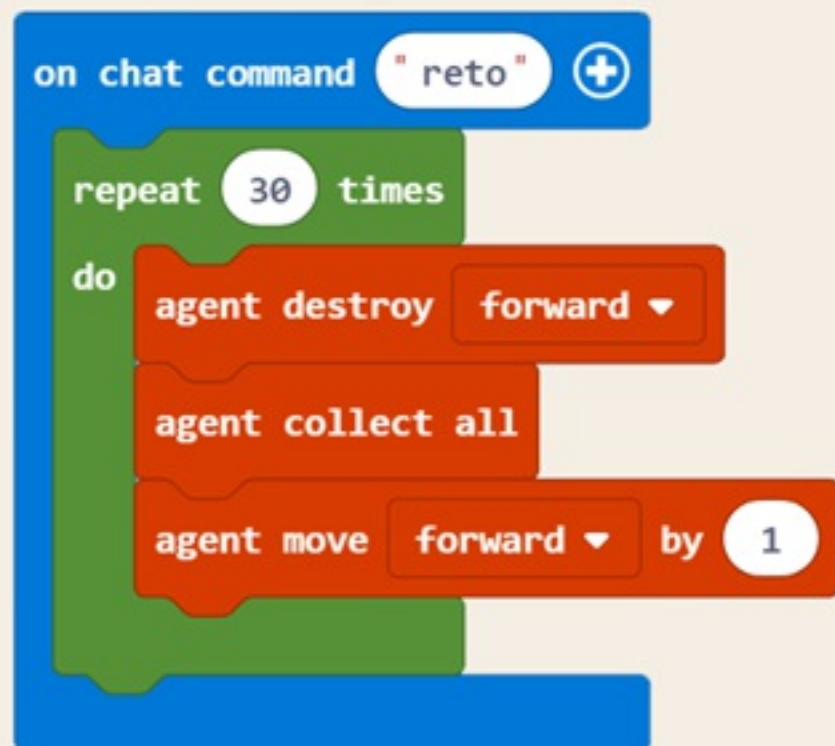 on chat command "reto"
repeat 30 times
do
agent destroy forward
agent collect all
agent move forward by 1